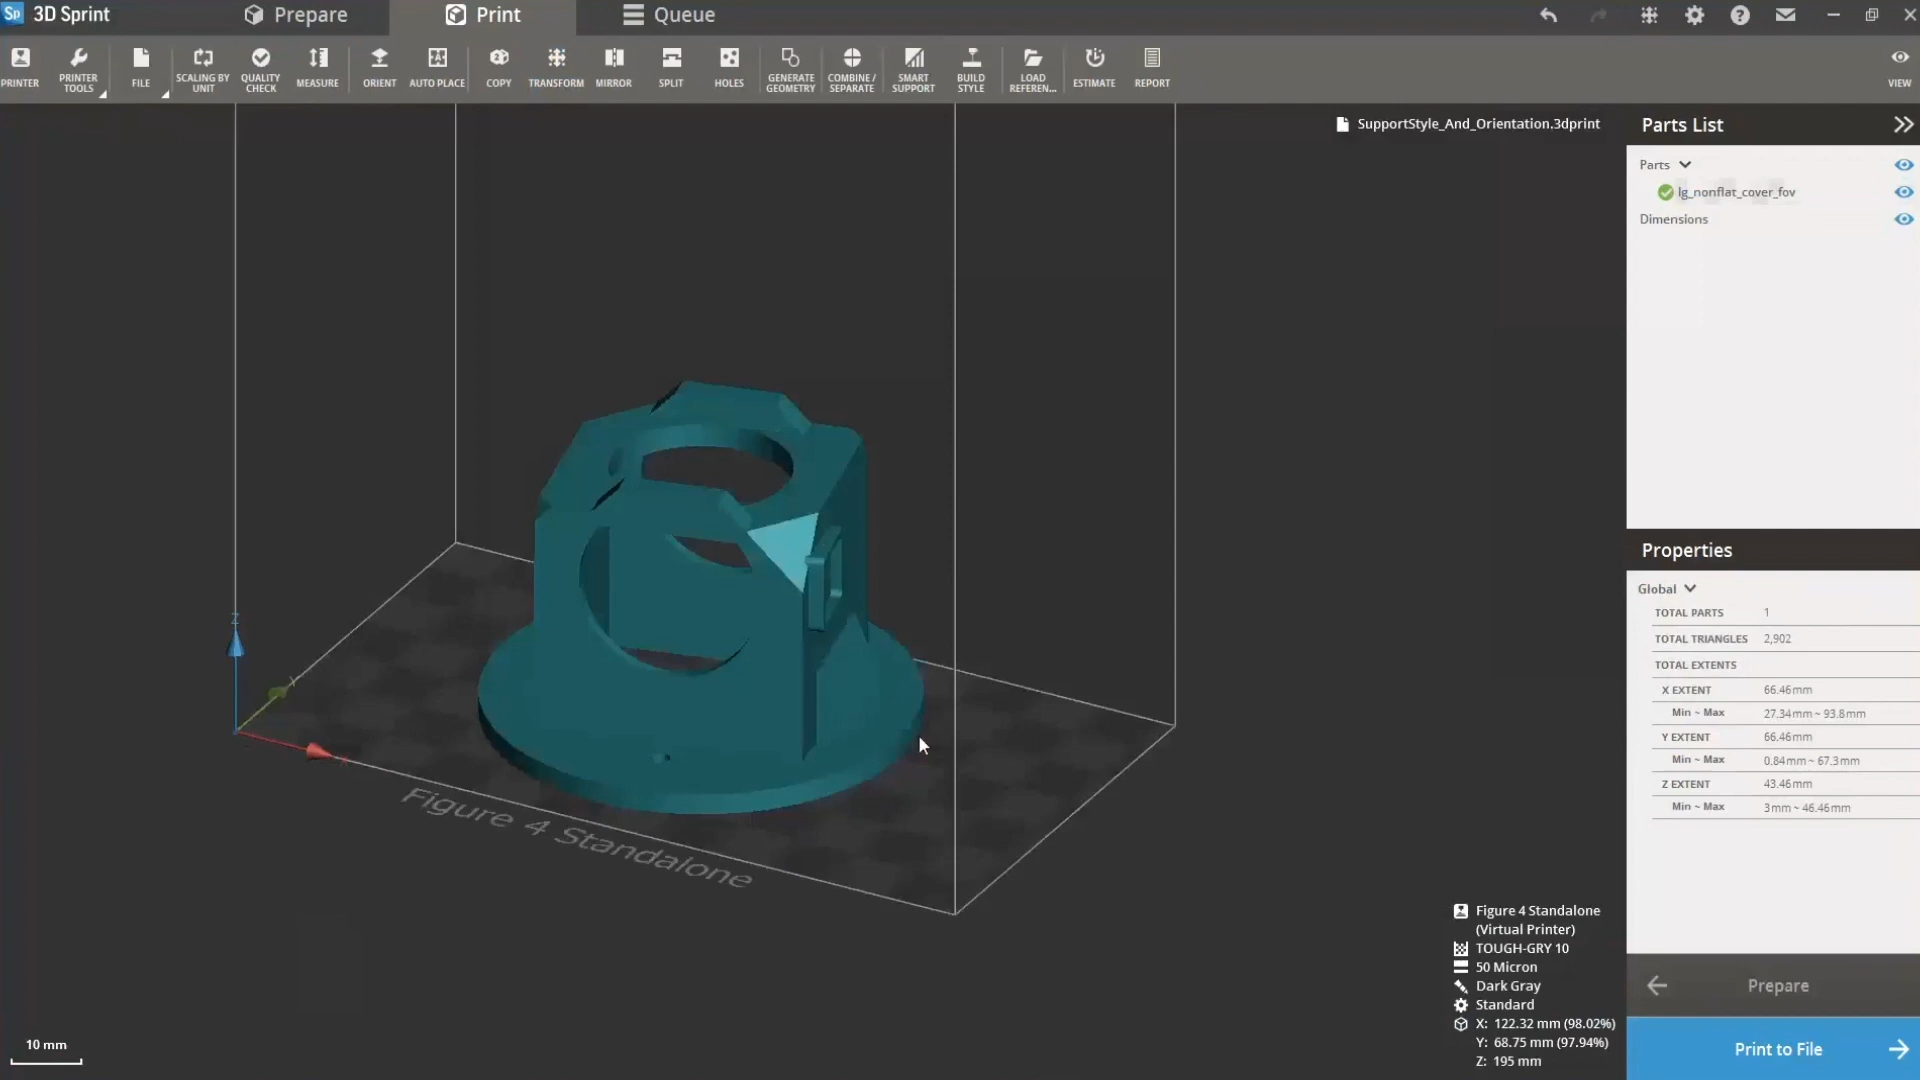 Sp 3D Sprint
Prepare
Print
Queue
PRINTER
PRINTER
TOOLS
FILE
SCALING BY
UNIT
QUALITY
CHECK
MEASURE
ORIENT
AUTO PLACE
COPY
TRANSFORM
MIRROR
SPLIT
HOLES
GENERATE
GEOMETRY
COMBINE /
SEPARATE
SMART
SUPPORT
BUILD
STYLE
LOAD
REFEREN...
ESTIMATE
REPORT
VIEW
SupportStyle_And_Orientation.3dprint
Parts List
Parts
lg_nonflat_cover_fov
Dimensions
Z
Y
X
Figure 4 Standalone
Properties
Global
TOTAL PARTS 1
TOTAL TRIANGLES 2,902
TOTAL EXTENTS
X EXTENT 66.46mm
Min ~ Max 27.34mm ~ 93.8mm
Y EXTENT 66.46mm
Min ~ Max 0.84mm ~ 67.3mm
Z EXTENT 43.46mm
Min ~ Max 3mm ~ 46.46mm
Figure 4 Standalone
(Virtual Printer)
TOUGH-GRY 10
50 Micron
Dark Gray
Standard
X: 122.32 mm (98.02%)
Y: 68.75 mm (97.94%)
Z: 195 mm
Prepare
Print to File
10 mm